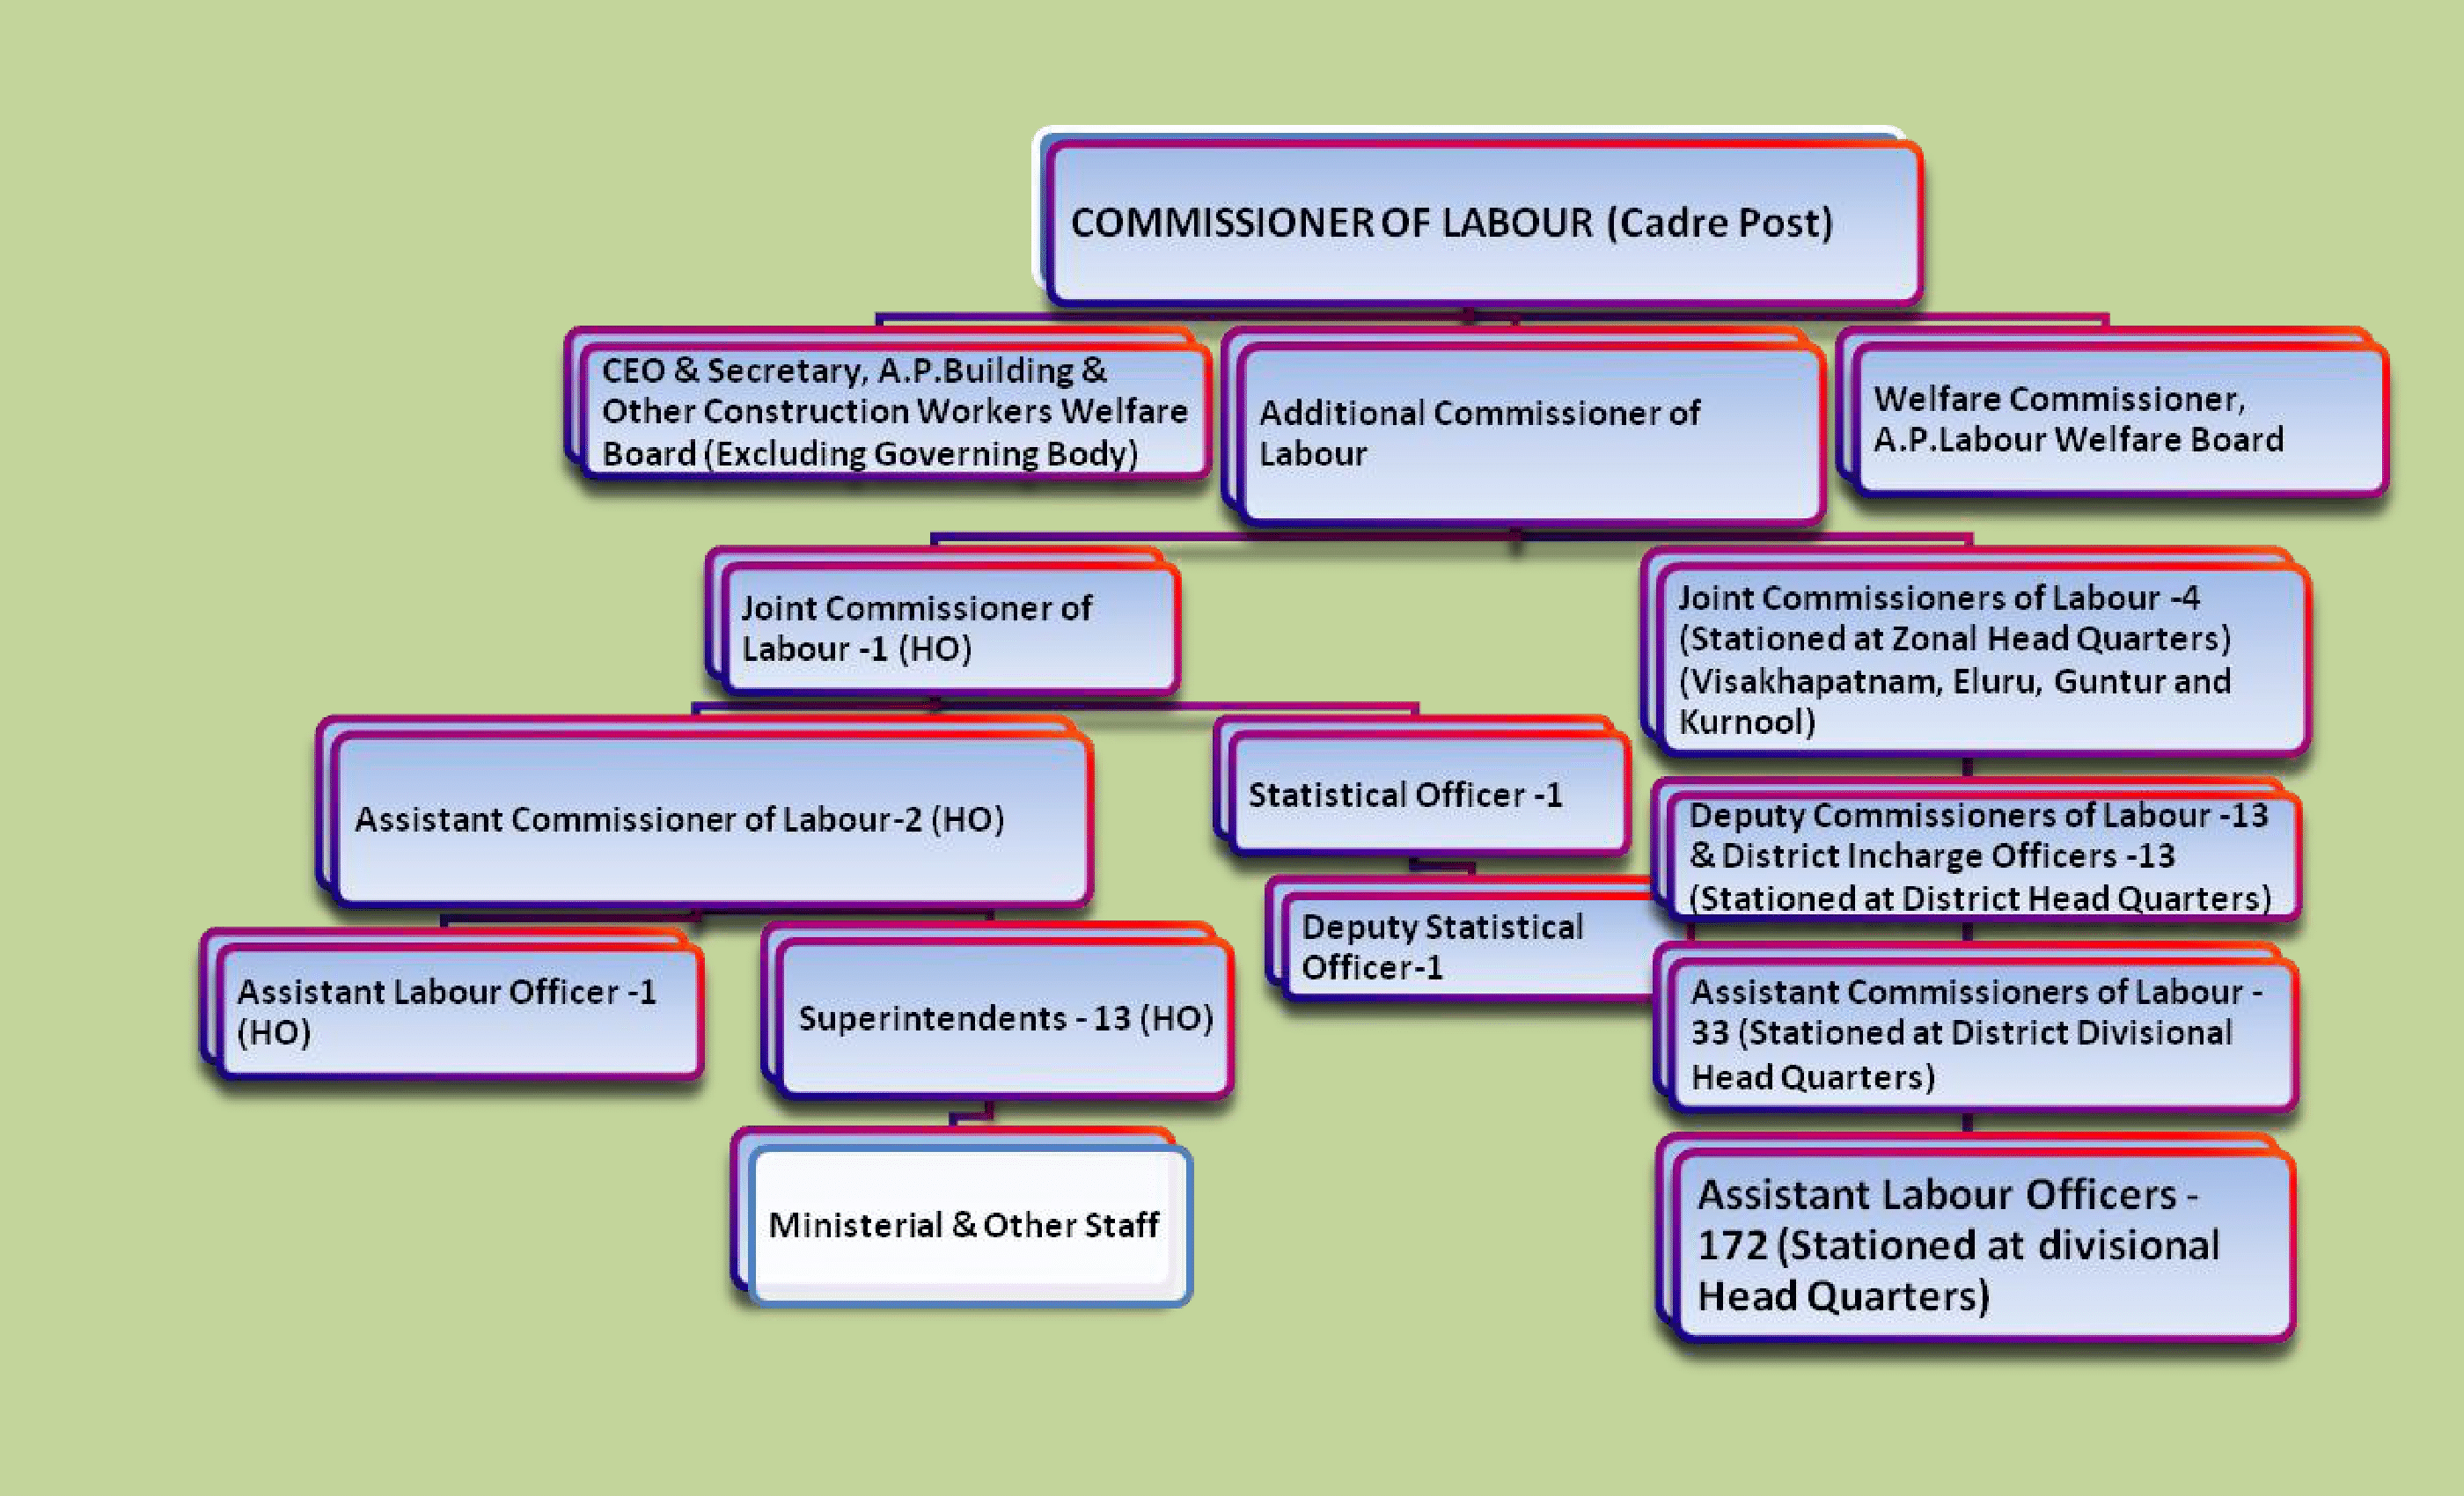 COMMISSIONER OF LABOUR (Cadre Post)
CEO & Secretary, A.P.Building &
Other Construction Workers Welfare
Board (Excluding Governing Body)
Additional Commissioner of
Labour
Welfare Commissioner,
A.P.Labour Welfare Board
Joint Commissioner of
Labour -1 (HO)
Joint Commissioners of Labour -4
(Stationed at Zonal Head Quarters)
(Visakhapatnam, Eluru, Guntur and
Kurnool)
Assistant Commissioner of Labour-2 (HO)
Statistical Officer -1
Deputy Commissioners of Labour -13
& District Incharge Officers -13
(Stationed at District Head Quarters)
Assistant Labour Officer -1
(HO)
Superintendents - 13 (HO)
Deputy Statistical
Officer-1
Assistant Commissioners of Labour -
33 (Stationed at District Divisional
Head Quarters)
Ministerial & Other Staff
Assistant Labour Officers -
172 (Stationed at divisional
Head Quarters)